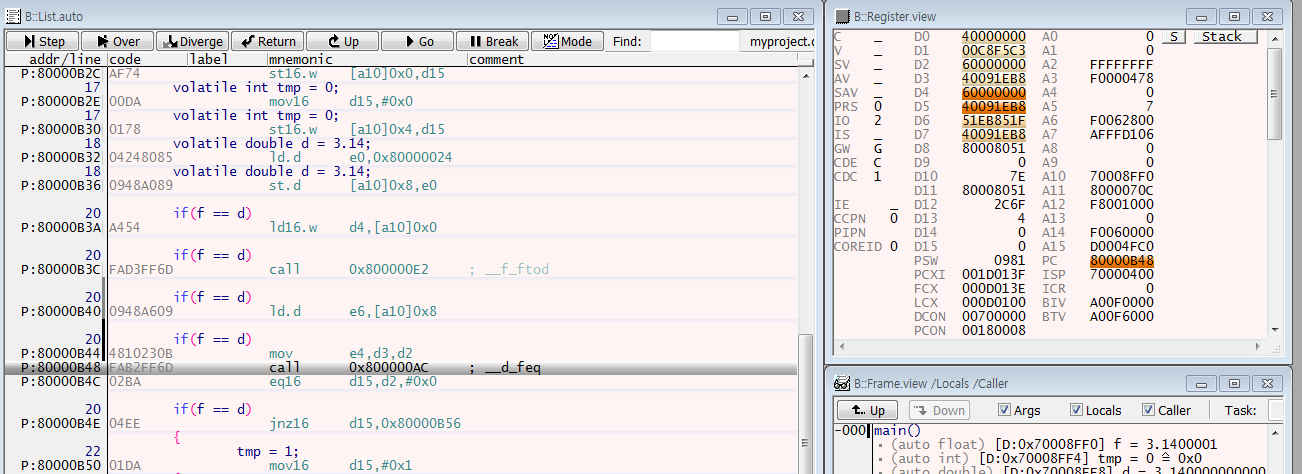 B::List.auto
Step Over Diverge Return Up Go Break Mode Find: myproject.c
addr/line code label mnemonic comment
P:80000B2C AF74 st16.w [a10]0x0,d15
17 volatile int tmp = 0;
P:80000B2E 00DA mov16 d15,#0x0
17 volatile int tmp = 0;
P:80000B30 0178 st16.w [a10]0x4,d15
18 volatile double d = 3.14;
P:80000B32 04248085 ld.d e0,0x80000024
18 volatile double d = 3.14;
P:80000B36 0948A089 st.d [a10]0x8,e0
20 if(f == d)
P:80000B3A A454 ld16.w d4,[a10]0x0
20 if(f == d)
P:80000B3C FAD3FF6D call 0x800000E2 ; __f_ftod
20 if(f == d)
P:80000B40 0948A609 ld.d e6,[a10]0x8
20 if(f == d)
P:80000B44 4810230B mov e4,d3,d2
P:80000B48 FAB2FF6D call 0x800000AC ; __d_feq
P:80000B4C 02BA eq16 d15,d2,#0x0
20 if(f == d)
P:80000B4E 04EE jnz16 d15,0x80000B56
{
22 tmp = 1;
P:80000B50 01DA mov16 d15,#0x1
B::Register.view
C _ D0 40000000 A0 0 S Stack
V _ D1 00C8F5C3 A1 0
SV _ D2 60000000 A2 FFFFFFFF
AV _ D3 40091EB8 A3 F0000478
SAV _ D4 60000000 A4 0
PRS 0 D5 40091EB8 A5 7
IO 2 D6 51EB851F A6 F0062800
IS _ D7 40091EB8 A7 AFFFD106
GW G D8 80008051 A8 0
CDE C D9 0 A9 0
CDC 1 D10 7E A10 70008FF0
D11 80008051 A11 8000070C
IE _ D12 2C6F A12 F8001000
CCPN 0 D13 4 A13 0
PIPN D14 0 A14 F0060000
COREID 0 D15 0 A15 D0004FC0
PSW 0981 PC 80000B48
PCXI 001D013F ISP 70000400
FCX 000D013E ICR 0
LCX 000D0100 BIV A00F0000
DCON 00700000 BTV A00F6000
PCON 00180008
B::Frame.view /Locals /Caller
Up Down Args Locals Caller Task:
-000 main()
(auto float) [D:0x70008FF0] f = 3.1400001
(auto int) [D:0x70008FF4] tmp = 0 ≙ 0x0
(auto double) [D:0x70008FF8] d = 3.140000000000